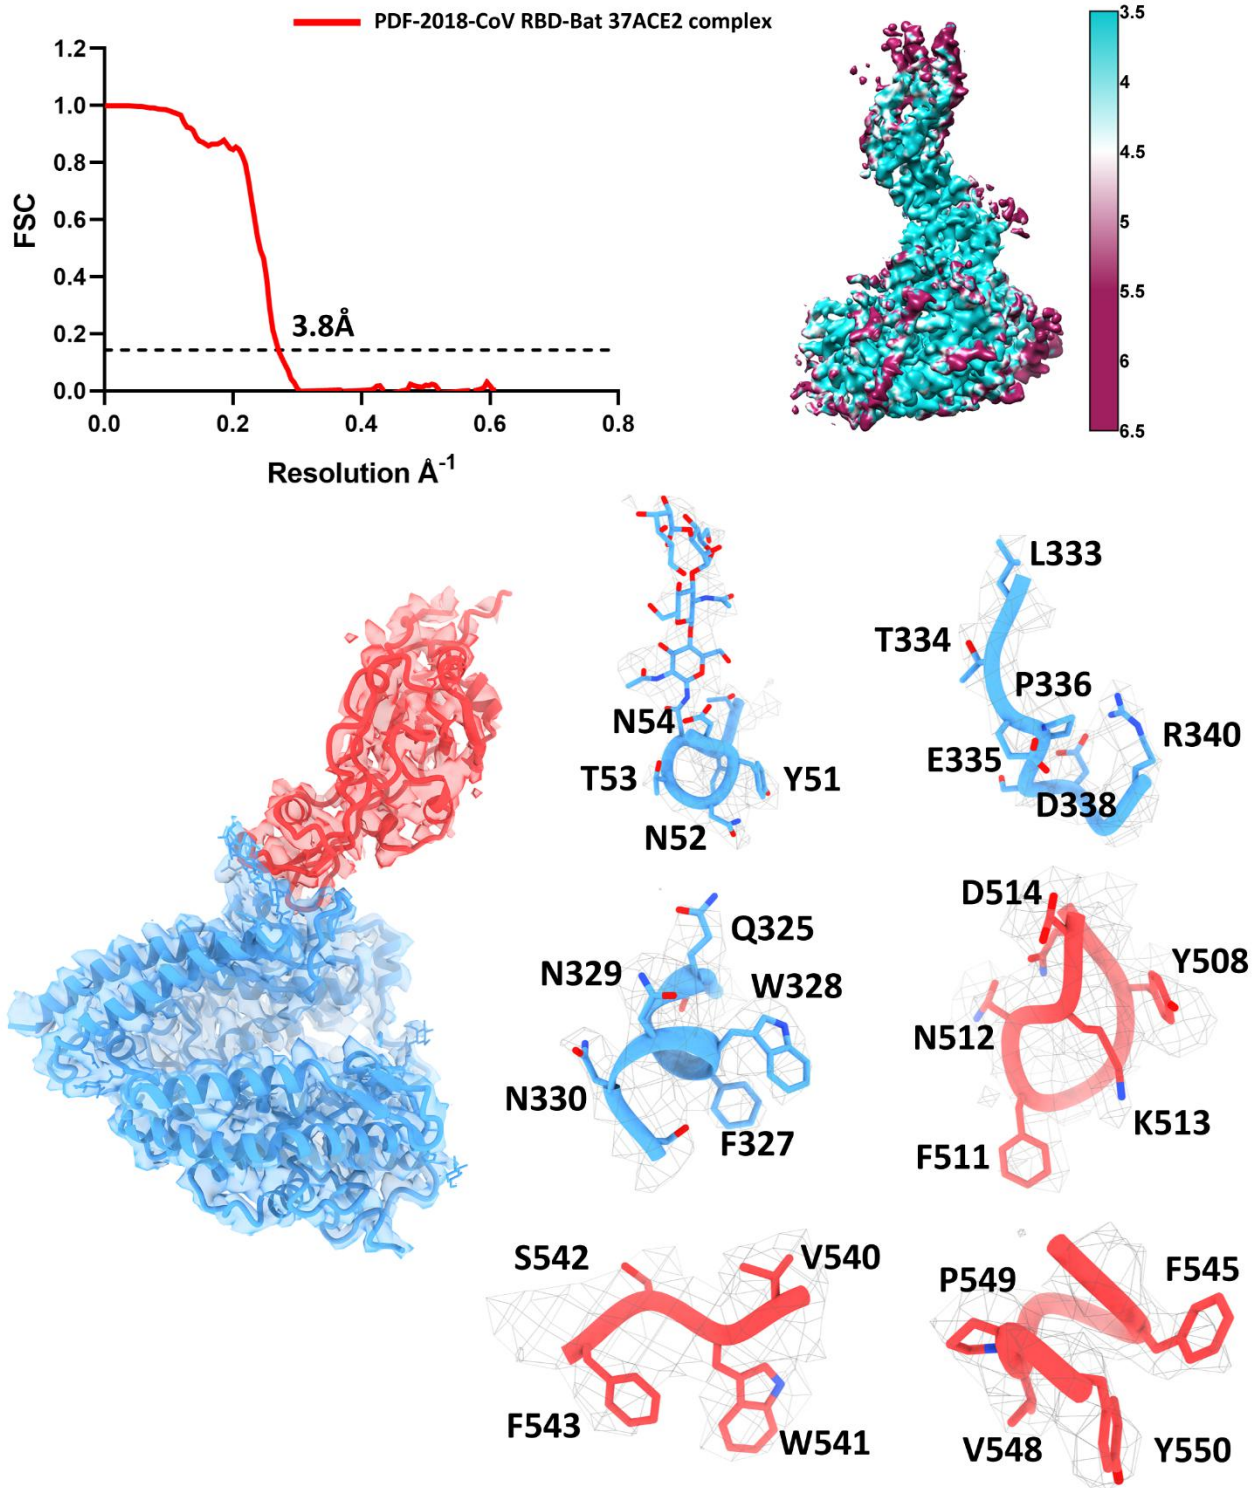 PDF-2018-CoV RBD-Bat 37ACE2 complex
1.2
1.0
0.8
0.6
0.4
0.2
0.0
FSC
3.8Å
0.0 0.2 0.4 0.6 0.8
Resolution Å-1
3.5
4
4.5
5
5.5
6
6.5
N54
T53
Y51
N52
L333
T334
P336
E335
R340
D338
Q325
N329
W328
N330
F327
D514
Y508
N512
K513
F511
S542
V540
F543
W541
P549
F545
V548
Y550